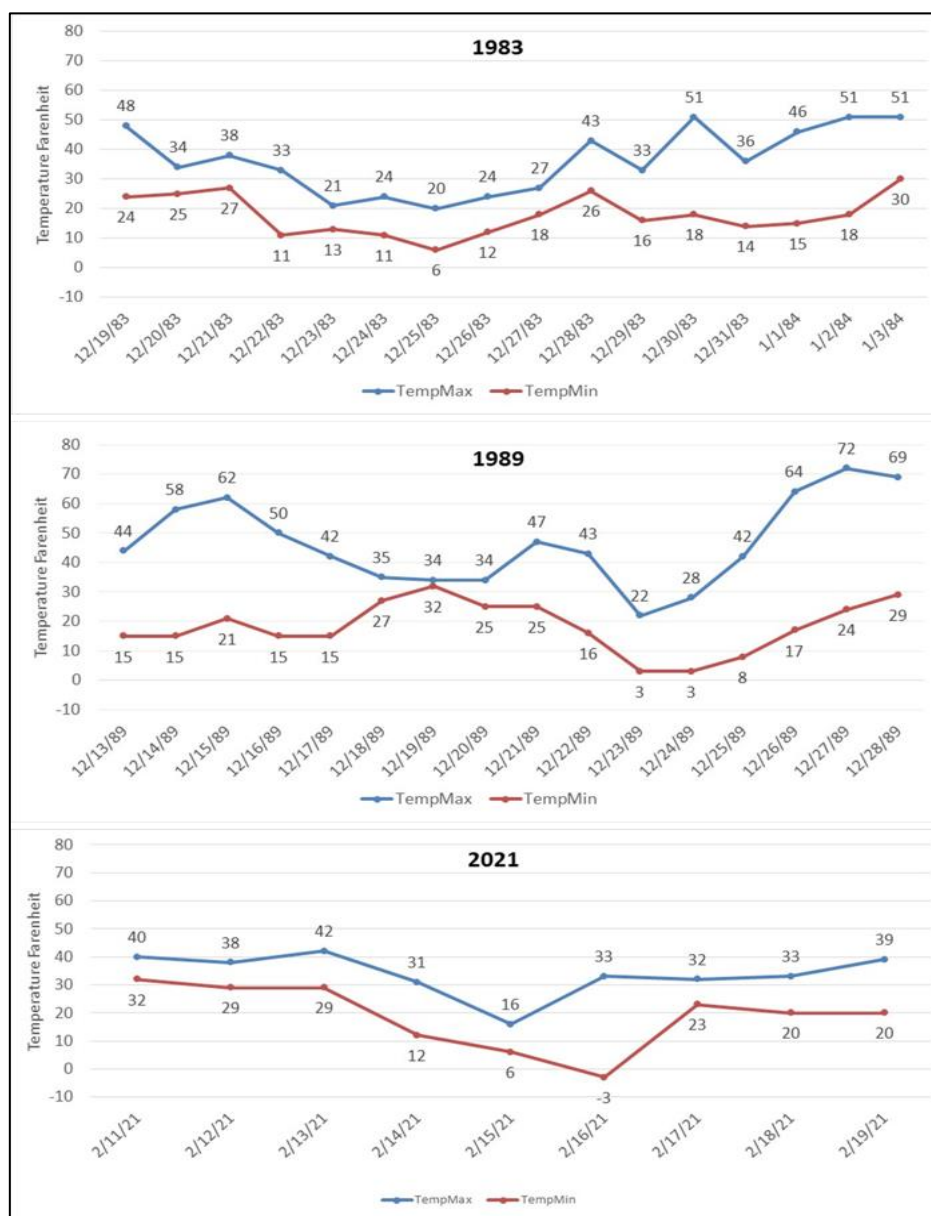 1983
Temperature Farenheit
80
70
60
50
40
30
20
10
0
-10
48 34 38 33 21 24 20 24 27 43 33 51 36 46 51 51
24 25 27 11 13 11 6 12 18 26 16 18 14 15 18 30
12/19/83 12/20/83 12/21/83 12/22/83 12/23/83 12/24/83 12/25/83 12/26/83 12/27/83 12/28/83 12/29/83 12/30/83 12/31/83 1/1/84 1/2/84 1/3/84
TempMax TempMin
1989
Temperature Farenheit
80
70
60
50
40
30
20
10
0
-10
44 58 62 50 42 35 34 34 47 43 22 28 42 64 72 69
15 15 21 15 15 27 32 25 25 16 3 3 8 17 24 29
12/13/89 12/14/89 12/15/89 12/16/89 12/17/89 12/18/89 12/19/89 12/20/89 12/21/89 12/22/89 12/23/89 12/24/89 12/25/89 12/26/89 12/27/89 12/28/89
TempMax TempMin
2021
Temperature Farenheit
80
70
60
50
40
30
20
10
0
-10
40 38 42 31 16 33 32 33 39
32 29 29 12 6 -3 23 20 20
2/11/21 2/12/21 2/13/21 2/14/21 2/15/21 2/16/21 2/17/21 2/18/21 2/19/21
TempMax TempMin